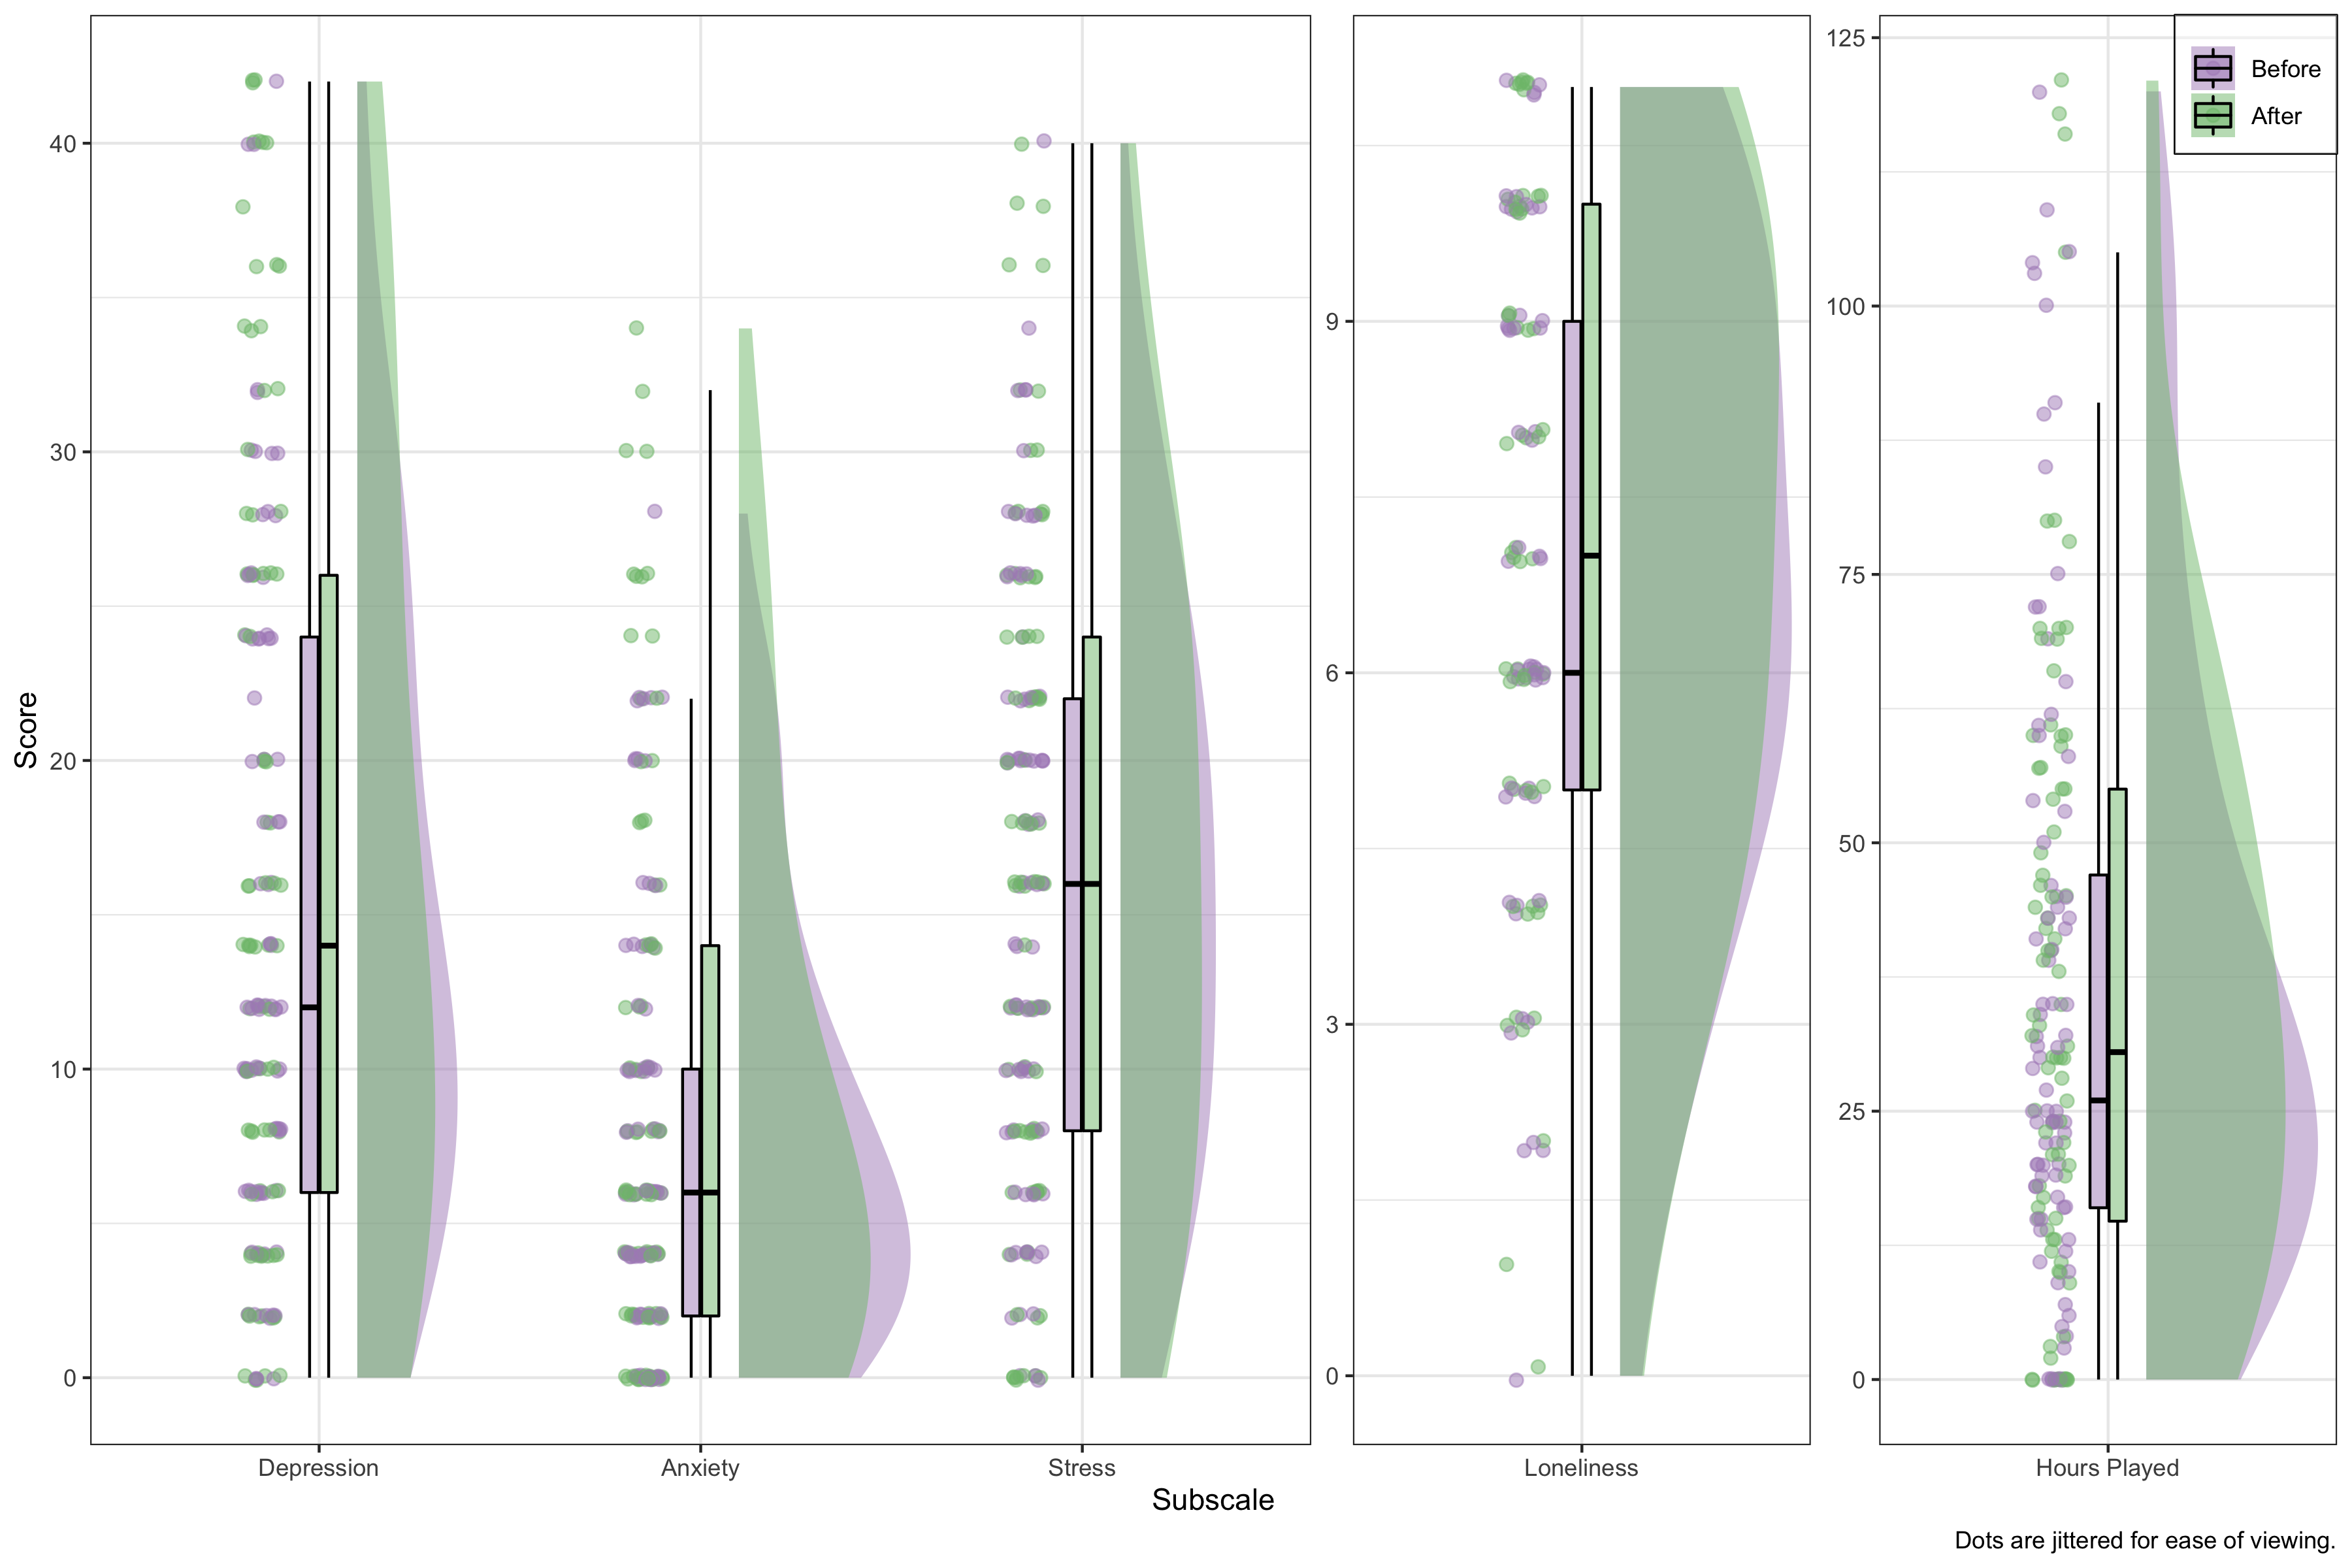 Score
40
30
20
10
0
Depression
Anxiety
Stress
9
6
3
0
Loneliness
125
100
75
50
25
0
Hours Played
Before
After
Subscale
Dots are jittered for ease of viewing.